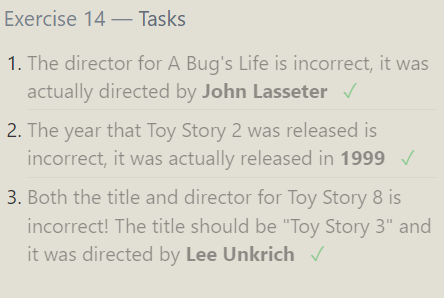 Exercise 14 — Tasks
1. The director for A Bug's Life is incorrect, it was
actually directed by John Lasseter ✓
2. The year that Toy Story 2 was released is
incorrect, it was actually released in 1999 ✓
3. Both the title and director for Toy Story 8 is
incorrect! The title should be "Toy Story 3" and
it was directed by Lee Unkrich ✓